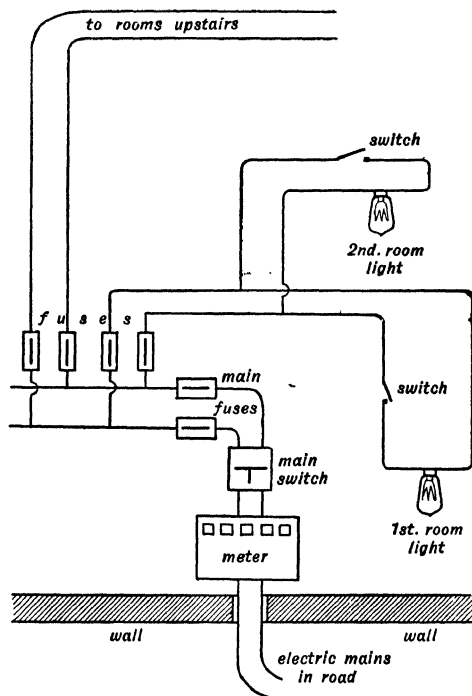 to rooms upstairs
switch
2nd. room
light
fuses
main
fuses
switch
main
switch
1st. room
light
meter
wall
wall
electric mains
in road